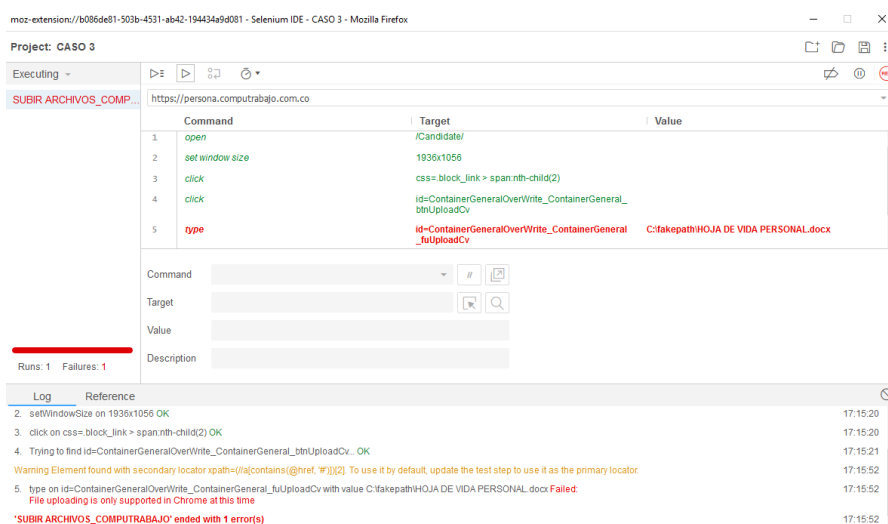 moz-extension://b086de81-503b-4531-ab42-194434a9d081 - Selenium IDE - CASO 3 - Mozilla Firefox
Project: CASO 3
Executing
https://persona.computrabajo.com.co
SUBIR ARCHIVOS_COMP...
Command Target Value
1 open /Candidate/
2 set window size 1936x1056
3 click css=.block_link > span:nth-child(2)
4 click id=ContainerGeneralOverWrite_ContainerGeneral_
btnUploadCv
5 type id=ContainerGeneralOverWrite_ContainerGeneral C:\fakepath\HOJA DE VIDA PERSONAL.docx
_fuUploadCv
Command //
Target
Value
Description
Runs: 1 Failures: 1
Log Reference
2. setWindowSize on 1936x1056 OK 17:15:20
3. click on css=.block_link > span:nth-child(2) OK 17:15:20
4. Trying to find id=ContainerGeneralOverWrite_ContainerGeneral_btnUploadCv... OK 17:15:21
Warning Element found with secondary locator xpath=(//a[contains(@href, '#')])[2]. To use it by default, update the test step to use it as the primary locator. 17:15:52
5. type on id=ContainerGeneralOverWrite_ContainerGeneral_fuUploadCv with value C:\fakepath\HOJA DE VIDA PERSONAL.docx Failed: 17:15:52
File uploading is only supported in Chrome at this time
'SUBIR ARCHIVOS_COMPUTRABAJO' ended with 1 error(s) 17:15:52